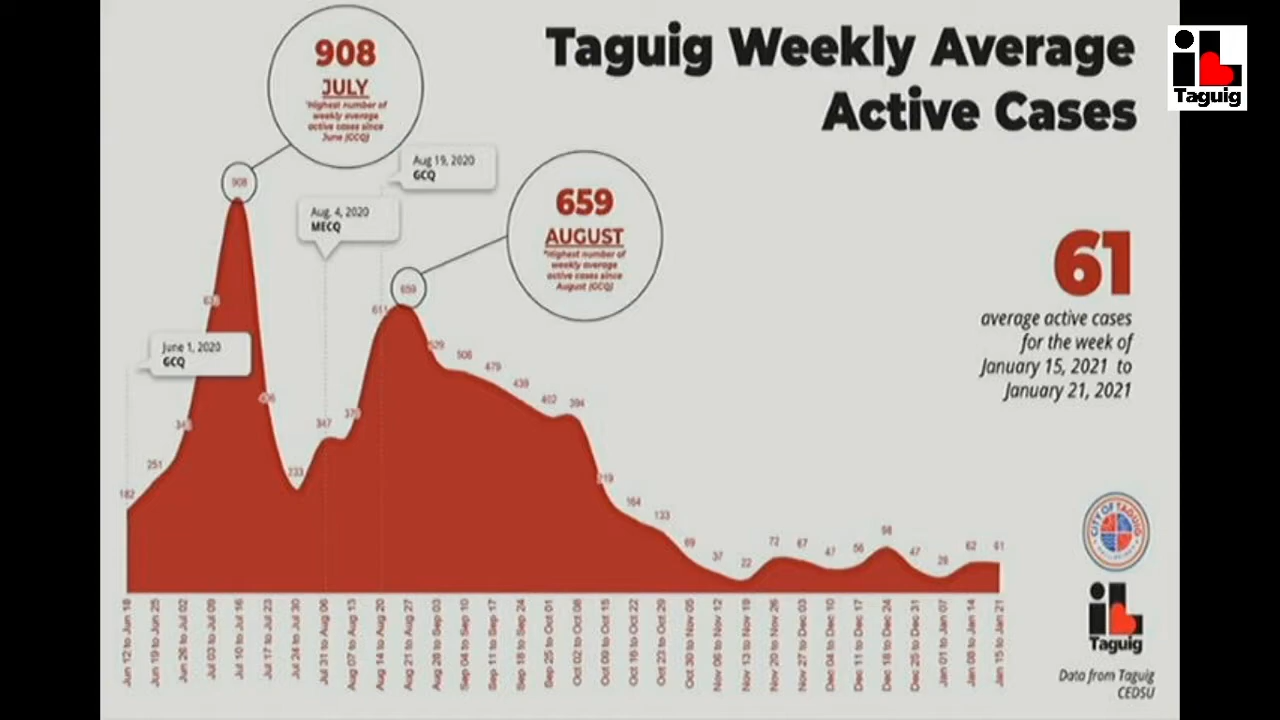 Taguig Weekly Average
Active Cases
iL
Taguig
908
JULY
*Highest number of
weekly average
active cases since
June (GCQ)
908
Aug 19, 2020
GCQ
Aug. 4, 2020
MECQ
659
AUGUST
*Highest number of
weekly average
active cases since
August (GCQ)
659
June 1, 2020
GCQ
61
average active cases
for the week of
January 15, 2021 to
January 21, 2021
182
251
233
347
611
529
506
479
439
402
394
219
164
133
69
37
22
72
67
47
56
98
47
28
62
61
Jun 12 to Jun 18
Jun 19 to Jun 25
Jun 26 to Jul 02
Jul 03 to Jul 09
Jul 10 to Jul 16
Jul 17 to Jul 23
Jul 24 to Jul 30
Jul 31 to Aug 06
Aug 07 to Aug 13
Aug 14 to Aug 20
Aug 21 to Aug 27
Aug 28 to Sep 03
Sep 04 to Sep 10
Sep 11 to Sep 17
Sep 18 to Sep 24
Sep 25 to Oct 01
Oct 02 to Oct 08
Oct 09 to Oct 15
Oct 16 to Oct 22
Oct 23 to Oct 29
Oct 30 to Nov 05
Nov 06 to Nov 12
Nov 13 to Nov 19
Nov 20 to Nov 26
Nov 27 to Dec 03
Dec 04 to Dec 10
Dec 11 to Dec 17
Dec 18 to Dec 24
Dec 25 to Dec 31
Jan 01 to Jan 07
Jan 08 to Jan 14
Jan 15 to Jan 21
CITY OF TAGUIG
iL
Taguig
Data from Taguig
CEDSU